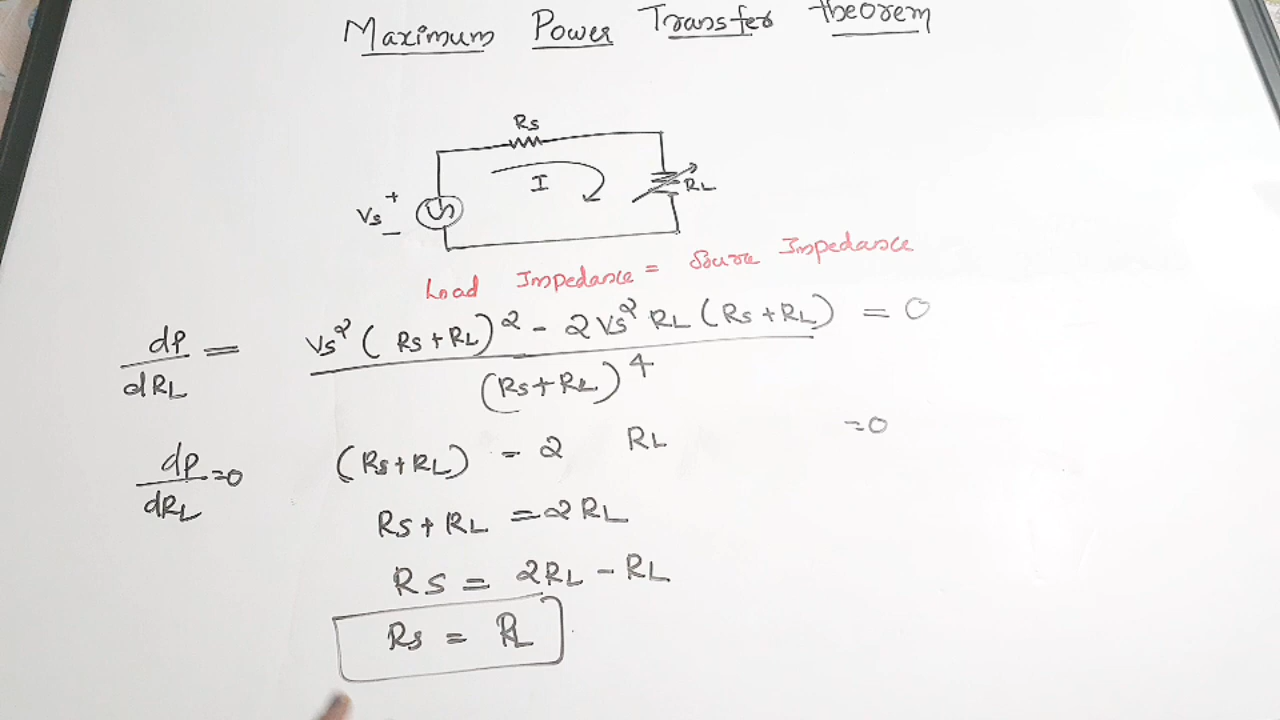 Maximum Power Transfer theorem
Rs
I
RL
Vs + −
Load Impedance = Source Impedance
dP/dRL = Vs² (Rs+RL)² - 2Vs² RL (Rs+RL) / (Rs+RL)⁴ = 0
dP/dRL = 0 (Rs+RL) - 2 RL = 0
Rs + RL = 2RL
Rs = 2RL - RL
Rs = RL